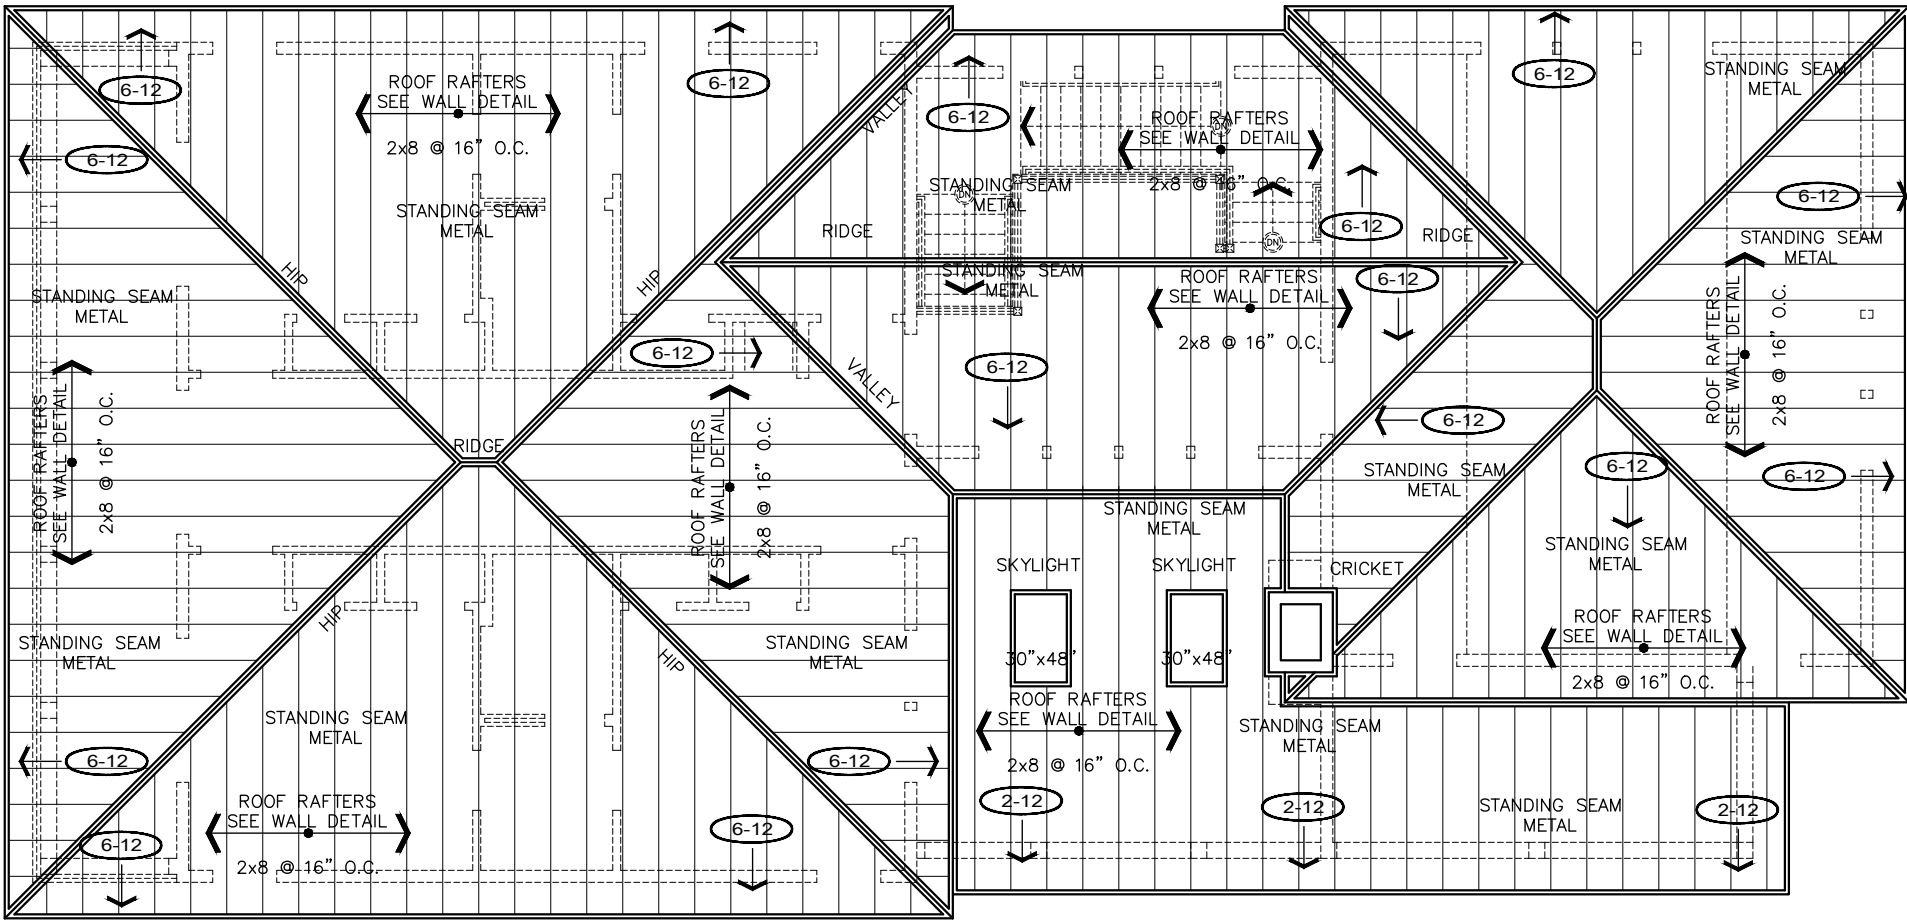 6-12
6-12
ROOF RAFTERS
SEE WALL DETAIL
2x8 @ 16" O.C.
STANDING SEAM
METAL
6-12
HIP
HIP
STANDING SEAM
METAL
ROOF RAFTERS
SEE WALL DETAIL
2x8 @ 16" O.C.
RIDGE
6-12
ROOF RAFTERS
SEE WALL DETAIL
2x8 @ 16" O.C.
HIP
HIP
STANDING SEAM
METAL
STANDING SEAM
METAL
STANDING SEAM
METAL
6-12
6-12
ROOF RAFTERS
SEE WALL DETAIL
2x8 @ 16" O.C.
6-12
6-12
VALLEY
6-12
STANDING SEAM
METAL
DN
RIDGE
ROOF RAFTERS
SEE WALL DETAIL
2x8 @ 16" O.C.
DN
DN
6-12
RIDGE
STANDING SEAM
METAL
ROOF RAFTERS
SEE WALL DETAIL
2x8 @ 16" O.C.
6-12
VALLEY
6-12
STANDING SEAM
METAL
SKYLIGHT
SKYLIGHT
30"x48"
30"x48"
ROOF RAFTERS
SEE WALL DETAIL
2x8 @ 16" O.C.
2-12
CRICKET
STANDING SEAM
METAL
2-12
STANDING SEAM
METAL
2-12
6-12
STANDING SEAM
METAL
6-12
STANDING SEAM
METAL
ROOF RAFTERS
SEE WALL DETAIL
2x8 @ 16" O.C.
6-12
STANDING SEAM
METAL
6-12
6-12
STANDING SEAM
METAL
ROOF RAFTERS
SEE WALL DETAIL
2x8 @ 16" O.C.